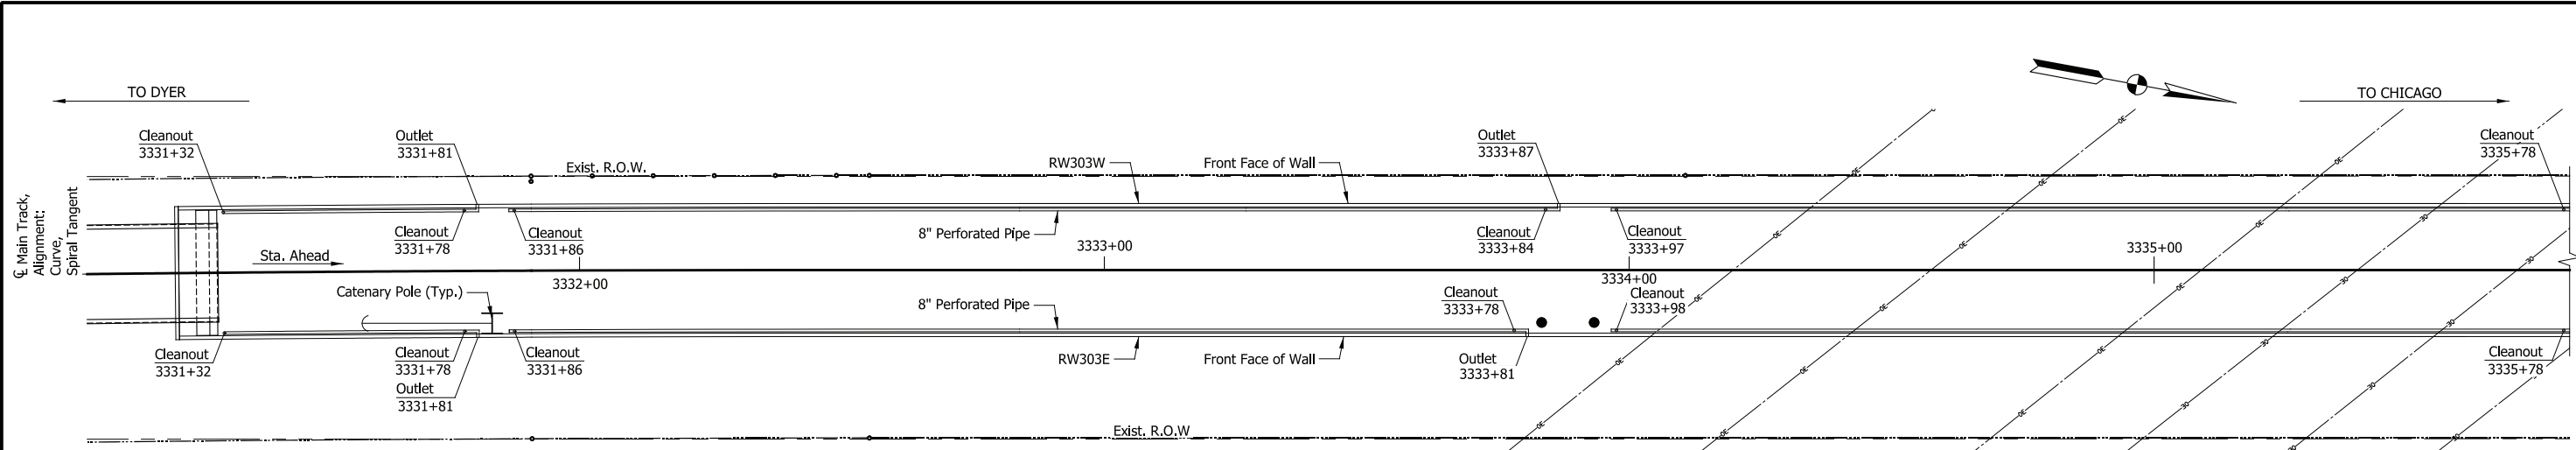 TO DYER
TO CHICAGO
Cleanout
3331+32
Outlet
3331+81
Exist. R.O.W.
RW303W
Front Face of Wall
Outlet
3333+87
Cleanout
3335+78
℄ Main Track,
Alignment:
Curve,
Spiral Tangent
Sta. Ahead
Cleanout
3331+78
Cleanout
3331+86
8" Perforated Pipe
3333+00
Cleanout
3333+84
Cleanout
3333+97
3335+00
3332+00
3334+00
Catenary Pole (Typ.)
8" Perforated Pipe
Cleanout
3333+78
Cleanout
3333+98
Cleanout
3331+32
Cleanout
3331+78
Cleanout
3331+86
RW303E
Front Face of Wall
Outlet
3333+81
Cleanout
3335+78
Outlet
3331+81
Exist. R.O.W